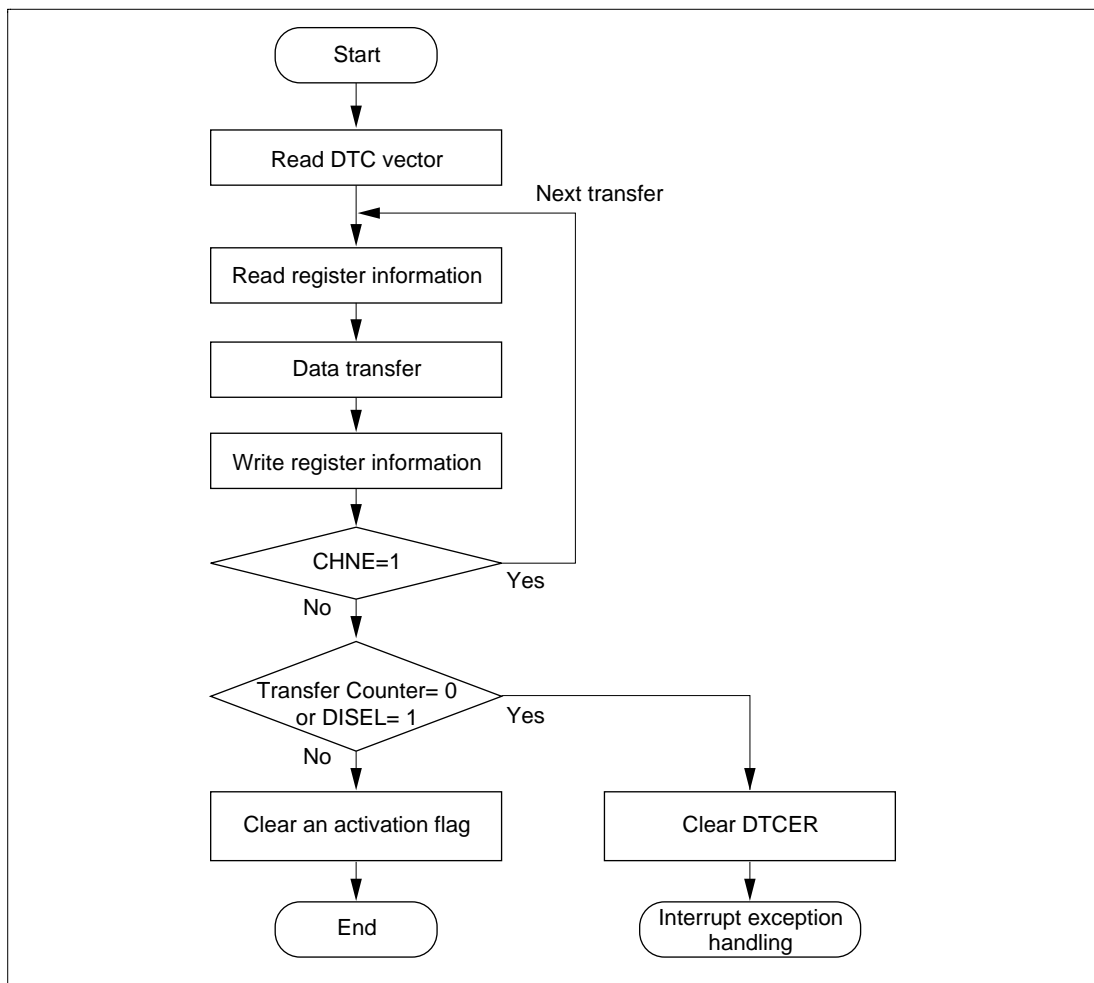 Start
Read DTC vector
Next transfer
Read register information
Data transfer
Write register information
CHNE=1
Yes
No
Transfer Counter= 0
or DISEL= 1
Yes
No
Clear an activation flag
Clear DTCER
End
Interrupt exception
handling